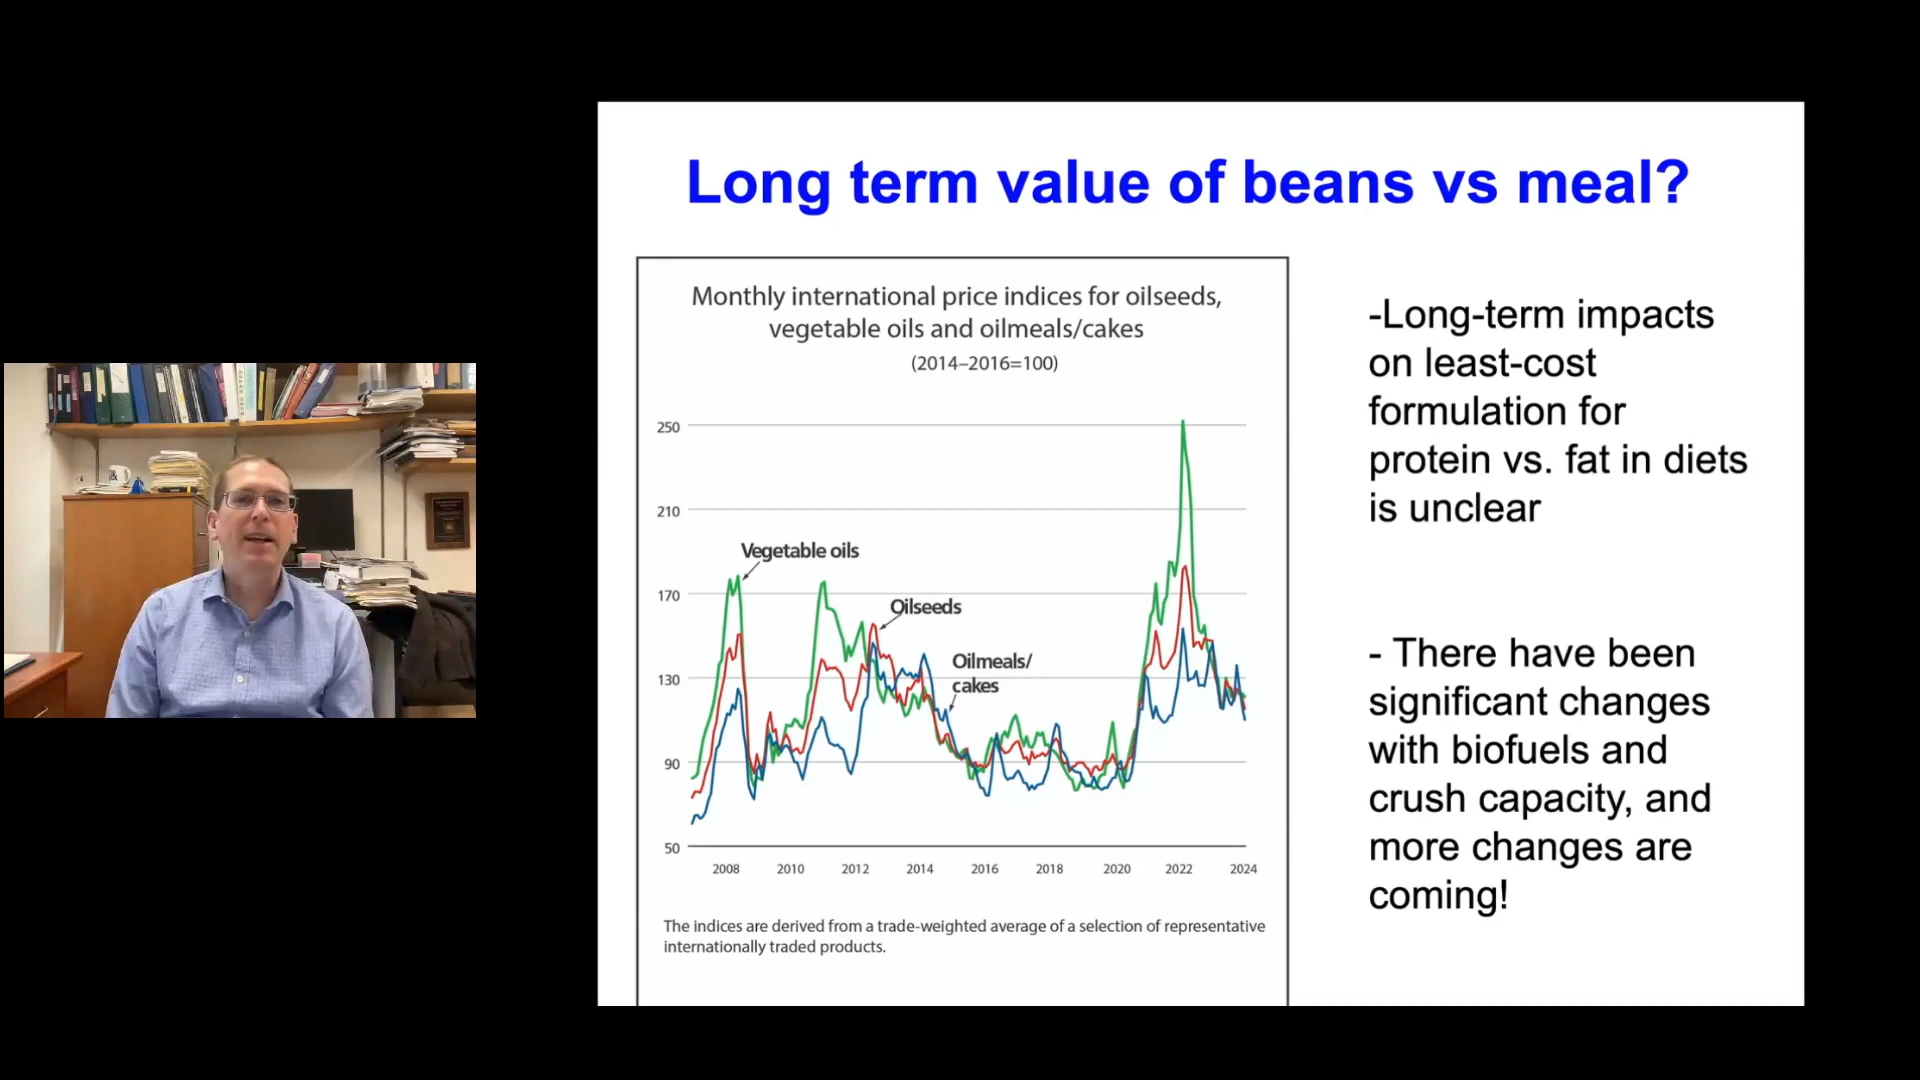 Long term value of beans vs meal?
Monthly international price indices for oilseeds,
vegetable oils and oilmeals/cakes
(2014–2016=100)
250
210
170
130
90
50
Vegetable oils
Oilseeds
Oilmeals/
cakes
2008 2010 2012 2014 2016 2018 2020 2022 2024
The indices are derived from a trade-weighted average of a selection of representative
internationally traded products.
-Long-term impacts
on least-cost
formulation for
protein vs. fat in diets
is unclear
- There have been
significant changes
with biofuels and
crush capacity, and
more changes are
coming!